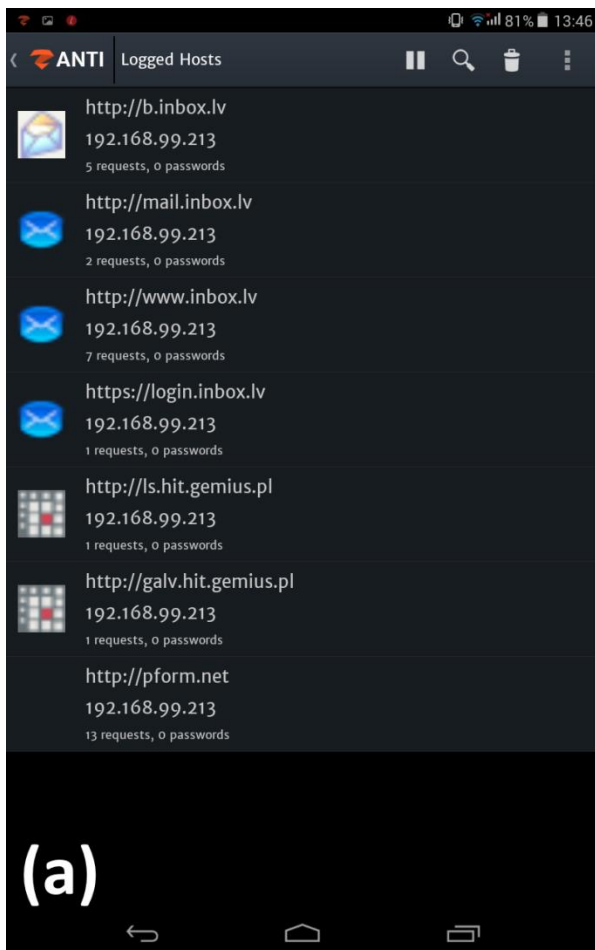 81% 13:46
ANTI Logged Hosts
http://b.inbox.lv
192.168.99.213
5 requests, 0 passwords
http://mail.inbox.lv
192.168.99.213
2 requests, 0 passwords
http://www.inbox.lv
192.168.99.213
7 requests, 0 passwords
https://login.inbox.lv
192.168.99.213
1 requests, 0 passwords
http://ls.hit.gemius.pl
192.168.99.213
1 requests, 0 passwords
http://galv.hit.gemius.pl
192.168.99.213
1 requests, 0 passwords
http://pform.net
192.168.99.213
13 requests, 0 passwords
(a)